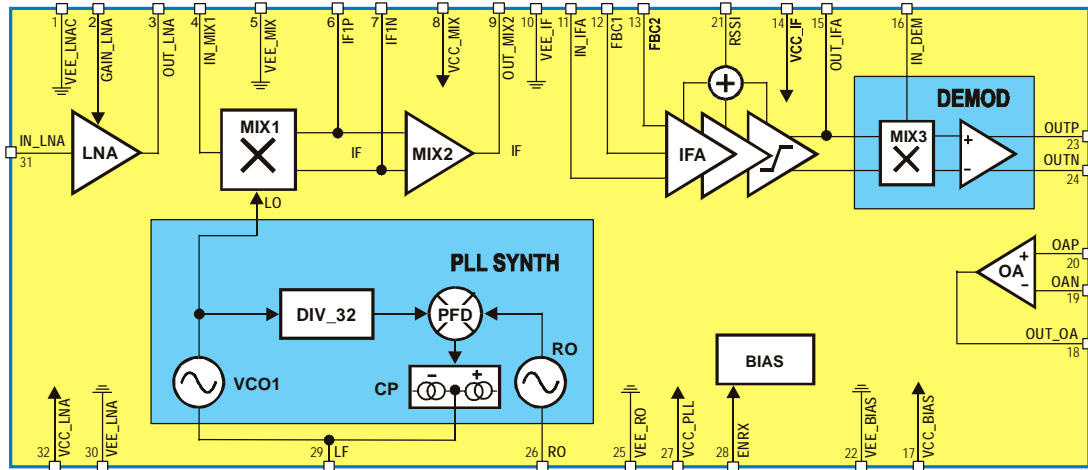 1 VEE_LNAC
2 GAIN_LNA
3 OUT_LNA
4 IN_MIX1
5 VEE_MIX
6 IF1P
7 IF1N
8 VCC_MIX
9 OUT_MIX2
10 VEE_IF
11 IN_IFA
12 FBC1
13 FBC2
21 RSSI
14 VCC_IF
15 OUT_IFA
16 IN_DEM
IN_LNA
31
LNA
MIX1
IF
MIX2
IF
IFA
+
DEMOD
MIX3
+
-
OUTP
23
OUTN
24
LO
PLL SYNTH
DIV_32
PFD
RO
VCO1
CP
-
+
BIAS
OA
+
-
OAP
20
OAN
19
OUT_OA
18
32 VCC_LNA
30 VEE_LNA
29 LF
26 RO
25 VEE_RO
27 VCC_PLL
28 ENRX
22 VEE_BIAS
17 VCC_BIAS